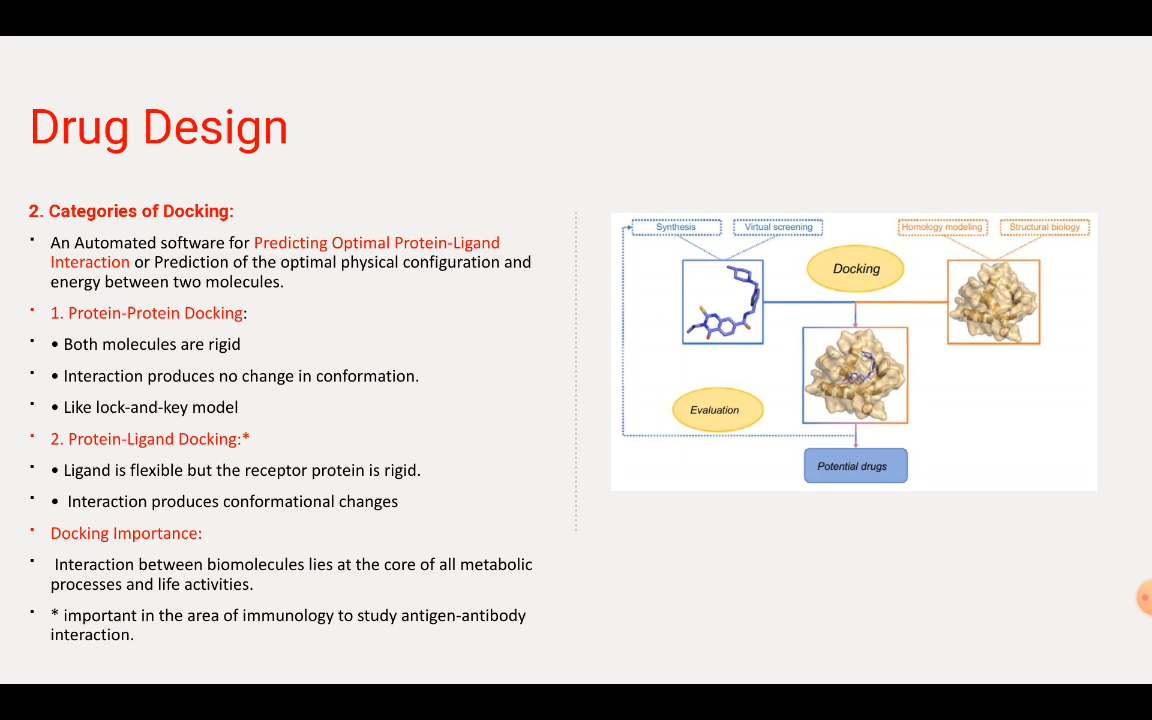 Drug Design
2. Categories of Docking:
An Automated software for Predicting Optimal Protein-Ligand
Interaction or Prediction of the optimal physical configuration and
energy between two molecules.
1. Protein-Protein Docking:
• Both molecules are rigid
• Interaction produces no change in conformation.
• Like lock-and-key model
2. Protein-Ligand Docking:*
• Ligand is flexible but the receptor protein is rigid.
• Interaction produces conformational changes
Docking Importance:
Interaction between biomolecules lies at the core of all metabolic
processes and life activities.
* important in the area of immunology to study antigen-antibody
interaction.
Synthesis
Virtual screening
Homology modeling
Structural biology
Docking
Evaluation
Potential drugs